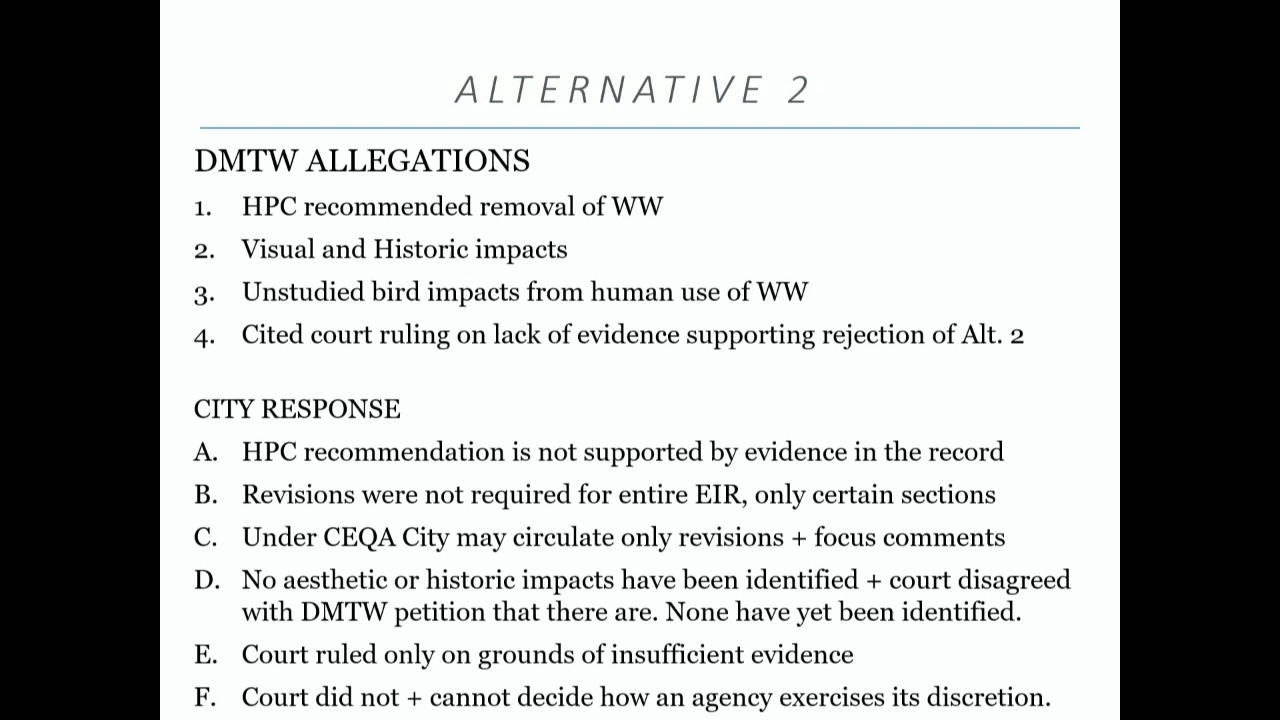 ALTERNATIVE 2
DMTW ALLEGATIONS
1. HPC recommended removal of WW
2. Visual and Historic impacts
3. Unstudied bird impacts from human use of WW
4. Cited court ruling on lack of evidence supporting rejection of Alt. 2
CITY RESPONSE
A. HPC recommendation is not supported by evidence in the record
B. Revisions were not required for entire EIR, only certain sections
C. Under CEQA City may circulate only revisions + focus comments
D. No aesthetic or historic impacts have been identified + court disagreed
with DMTW petition that there are. None have yet been identified.
E. Court ruled only on grounds of insufficient evidence
F. Court did not + cannot decide how an agency exercises its discretion.